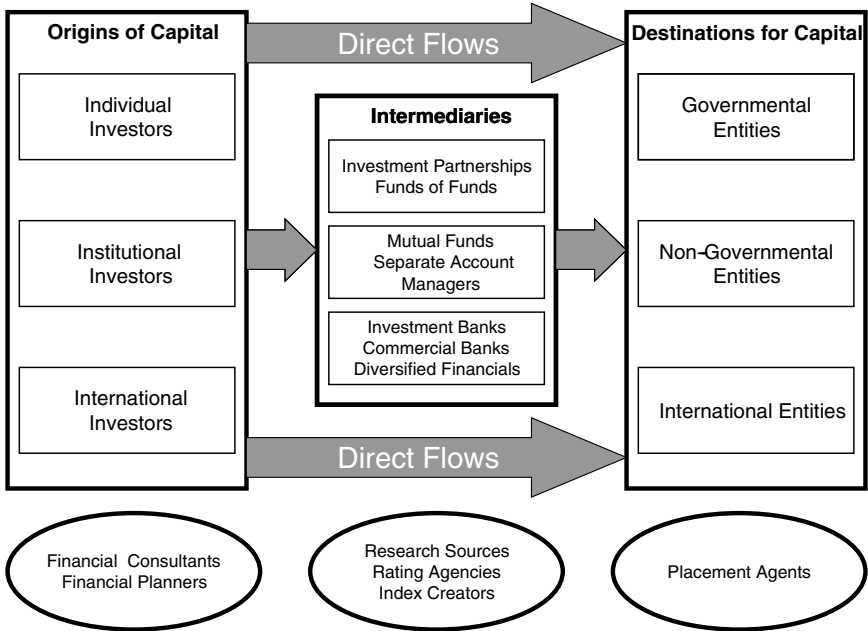 Origins of Capital
Individual
Investors
Institutional
Investors
International
Investors
Direct Flows
Intermediaries
Investment Partnerships
Funds of Funds
Mutual Funds
Separate Account
Managers
Investment Banks
Commercial Banks
Diversified Financials
Direct Flows
Destinations for Capital
Governmental
Entities
Non-Governmental
Entities
International Entities
Financial Consultants
Financial Planners
Research Sources
Rating Agencies
Index Creators
Placement Agents